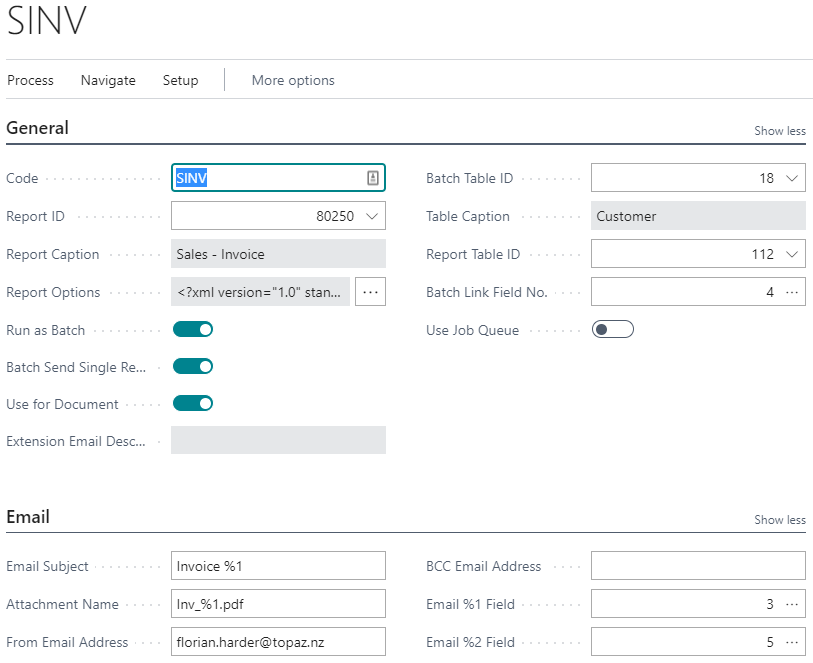 SINV
Process Navigate Setup More options
General Show less
Code SINV Batch Table ID 18
Report ID 80250 Table Caption Customer
Report Caption Sales - Invoice Report Table ID 112
Report Options <?xml version="1.0" stan... ... Batch Link Field No. 4 ...
Run as Batch Use Job Queue
Batch Send Single Re...
Use for Document
Extension Email Desc...
Email Show less
Email Subject Invoice %1 BCC Email Address
Attachment Name Inv_%1.pdf Email %1 Field 3 ...
From Email Address florian.harder@topaz.nz Email %2 Field 5 ...